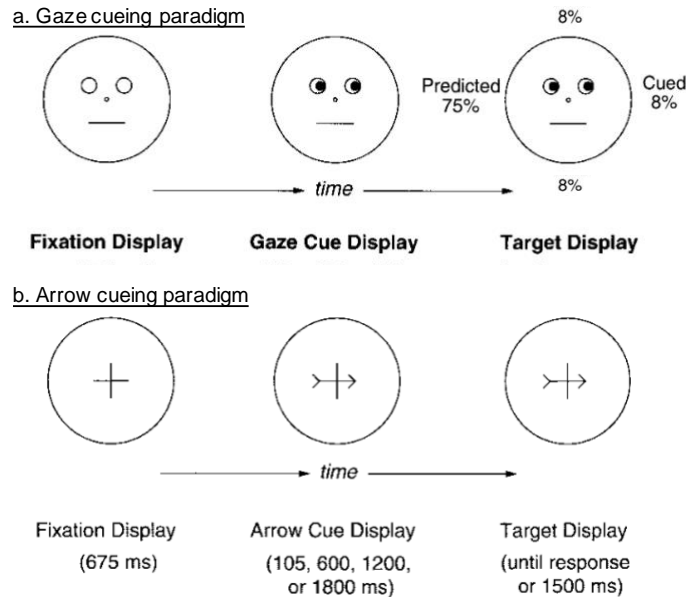 a. Gaze cueing paradigm
8%
Predicted
75%
Cued
8%
time
8%
Fixation Display
Gaze Cue Display
Target Display
b. Arrow cueing paradigm
time
Fixation Display
(675 ms)
Arrow Cue Display
(105, 600, 1200,
or 1800 ms)
Target Display
(until response
or 1500 ms)